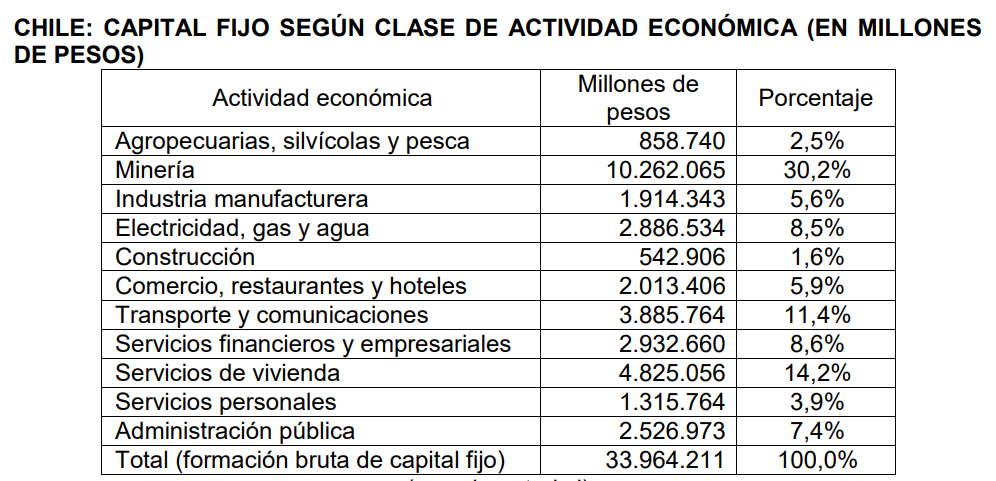 CHILE: CAPITAL FIJO SEGÚN CLASE DE ACTIVIDAD ECONÓMICA (EN MILLONES
DE PESOS)
Actividad económica Millones de pesos Porcentaje
Agropecuarias, silvícolas y pesca 858.740 2,5%
Minería 10.262.065 30,2%
Industria manufacturera 1.914.343 5,6%
Electricidad, gas y agua 2.886.534 8,5%
Construcción 542.906 1,6%
Comercio, restaurantes y hoteles 2.013.406 5,9%
Transporte y comunicaciones 3.885.764 11,4%
Servicios financieros y empresariales 2.932.660 8,6%
Servicios de vivienda 4.825.056 14,2%
Servicios personales 1.315.764 3,9%
Administración pública 2.526.973 7,4%
Total (formación bruta de capital fijo) 33.964.211 100,0%